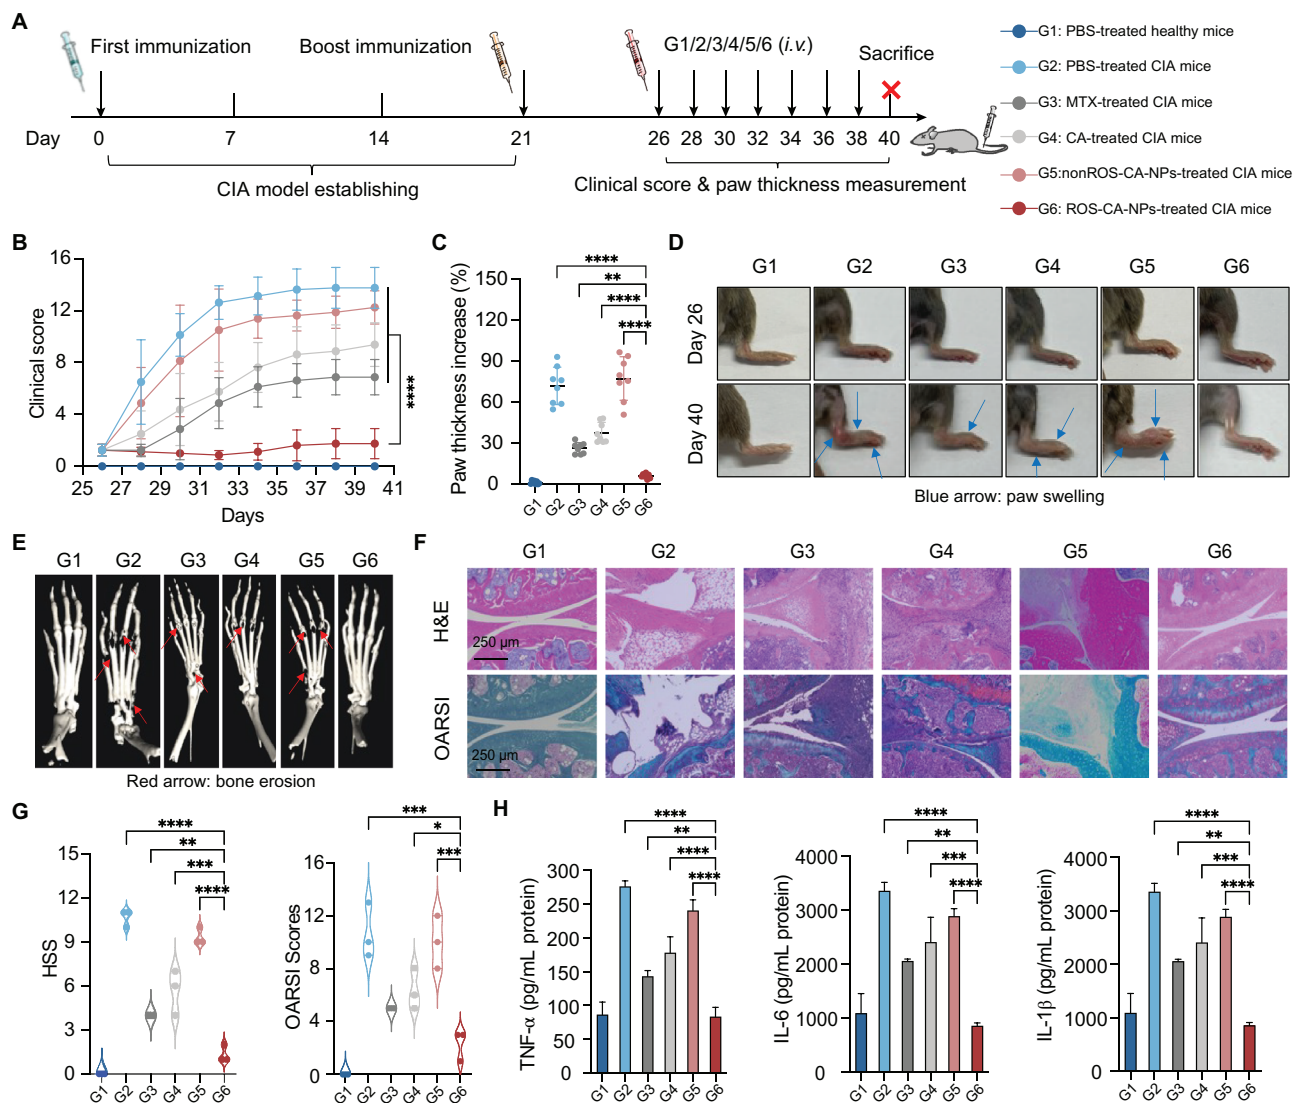 A
First immunization
Boost immunization
G1/2/3/4/5/6 (i.v.)
Sacrifice
Day
0 7 14 21 26 28 30 32 34 36 38 40
CIA model establishing
Clinical score & paw thickness measurement
G1: PBS-treated healthy mice
G2: PBS-treated CIA mice
G3: MTX-treated CIA mice
G4: CA-treated CIA mice
G5:nonROS-CA-NPs-treated CIA mice
G6: ROS-CA-NPs-treated CIA mice
B
Clinical score
16
12
8
4
0
25 27 29 31 33 35 37 39 41
Days
****
C
Paw thickness increase (%)
150
120
90
60
30
0
****
**
****
****
G1 G2 G3 G4 G5 G6
D
G1 G2 G3 G4 G5 G6
Day 26
Day 40
Blue arrow: paw swelling
E
G1 G2 G3 G4 G5 G6
Red arrow: bone erosion
F
G1 G2 G3 G4 G5 G6
H&E
250 µm
OARSI
250 µm
G
HSS
15
12
9
6
3
0
****
**
***
****
G1 G2 G3 G4 G5 G6
OARSI Scores
16
12
8
4
0
***
*
***
G1 G2 G3 G4 G5 G6
H
TNF-α (pg/mL protein)
300
250
200
150
100
50
0
****
**
****
****
G1 G2 G3 G4 G5 G6
IL-6 (pg/mL protein)
4000
3000
2000
1000
0
****
**
***
****
G1 G2 G3 G4 G5 G6
IL-1β (pg/mL protein)
4000
3000
2000
1000
0
****
**
***
****
G1 G2 G3 G4 G5 G6